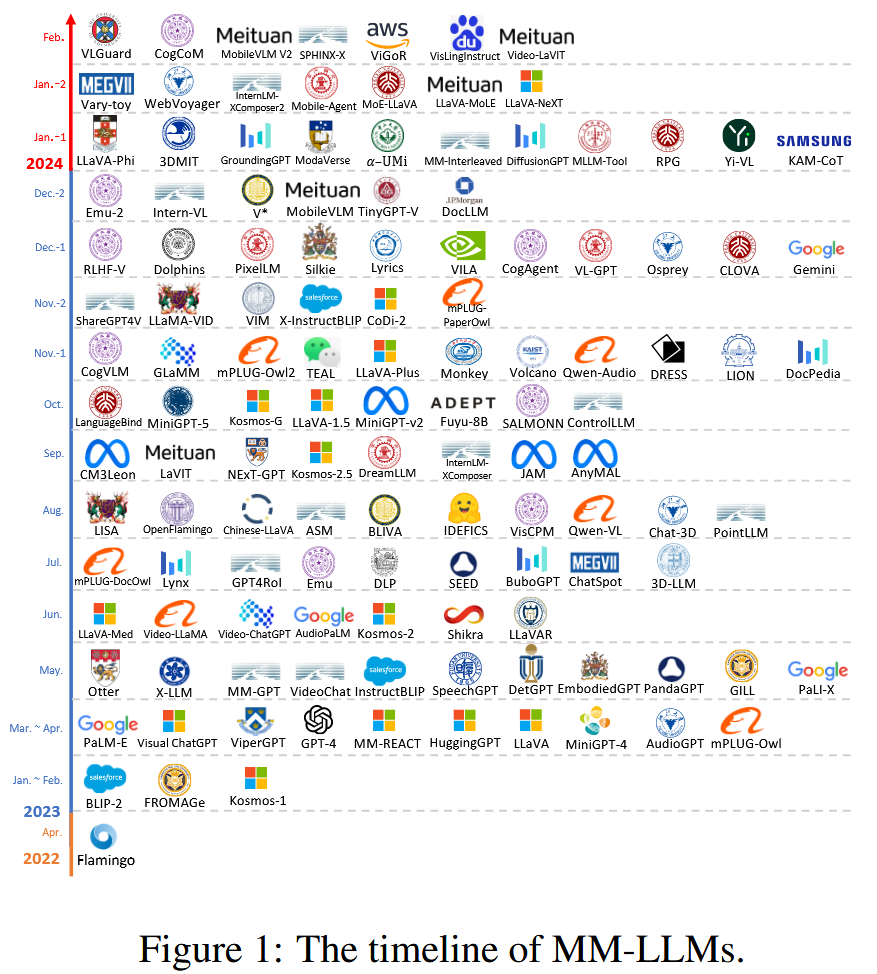 Feb.
Meituan
aws
du
Meituan
VLGuard CogCoM MobileVLM V2 SPHINX-X ViGoR VisLingInstruct Video-LaVIT
Jan.-2
MEGVII
Meituan
Vary-toy WebVoyager InternLM-XComposer2 Mobile-Agent MoE-LLaVA LLaVA-MoLE LLaVA-NeXT
Jan.-1
Yi
SAMSUNG
2024
LLaVA-Phi 3DMIT GroundingGPT ModaVerse α-UMi MM-Interleaved DiffusionGPT MLLM-Tool RPG Yi-VL KAM-CoT
Dec.-2
Meituan
J.P.Morgan
Emu-2 Intern-VL V* MobileVLM TinyGPT-V DocLLM
Dec.-1
Google
RLHF-V Dolphins PixelLM Silkie Lyrics VILA CogAgent VL-GPT Osprey CLOVA Gemini
Nov.-2
salesforce
ShareGPT4V LLaMA-VID VIM X-InstructBLIP CoDi-2 mPLUG-PaperOwl
Nov.-1
KAIST
CogVLM GLaMM mPLUG-Owl2 TEAL LLaVA-Plus Monkey Volcano Qwen-Audio DRESS LION DocPedia
Oct.
ADEPT
LanguageBind MiniGPT-5 Kosmos-G LLaVA-1.5 MiniGPT-v2 Fuyu-8B SALMONN ControlLLM
Sep.
Meituan
CM3Leon LaVIT NExT-GPT Kosmos-2.5 DreamLLM InternLM-XComposer JAM AnyMAL
Aug.
LISA OpenFlamingo Chinese-LLaVA ASM BLIVA IDEFICS VisCPM Qwen-VL Chat-3D PointLLM
Jul.
MEGVII
mPLUG-DocOwl Lynx GPT4RoI Emu DLP SEED BuboGPT ChatSpot 3D-LLM
Jun.
Google
LLaVA-Med Video-LLaMA Video-ChatGPT AudioPaLM Kosmos-2 Shikra LLaVAR
May.
salesforce
Google
Otter X-LLM MM-GPT VideoChat InstructBLIP SpeechGPT DetGPT EmbodiedGPT PandaGPT GILL PaLI-X
Mar. ~ Apr.
Google
PaLM-E Visual ChatGPT ViperGPT GPT-4 MM-REACT HuggingGPT LLaVA MiniGPT-4 AudioGPT mPLUG-Owl
Jan. ~ Feb.
salesforce
BLIP-2 FROMAGe Kosmos-1
2023
Apr.
2022
Flamingo
Figure 1: The timeline of MM-LLMs.